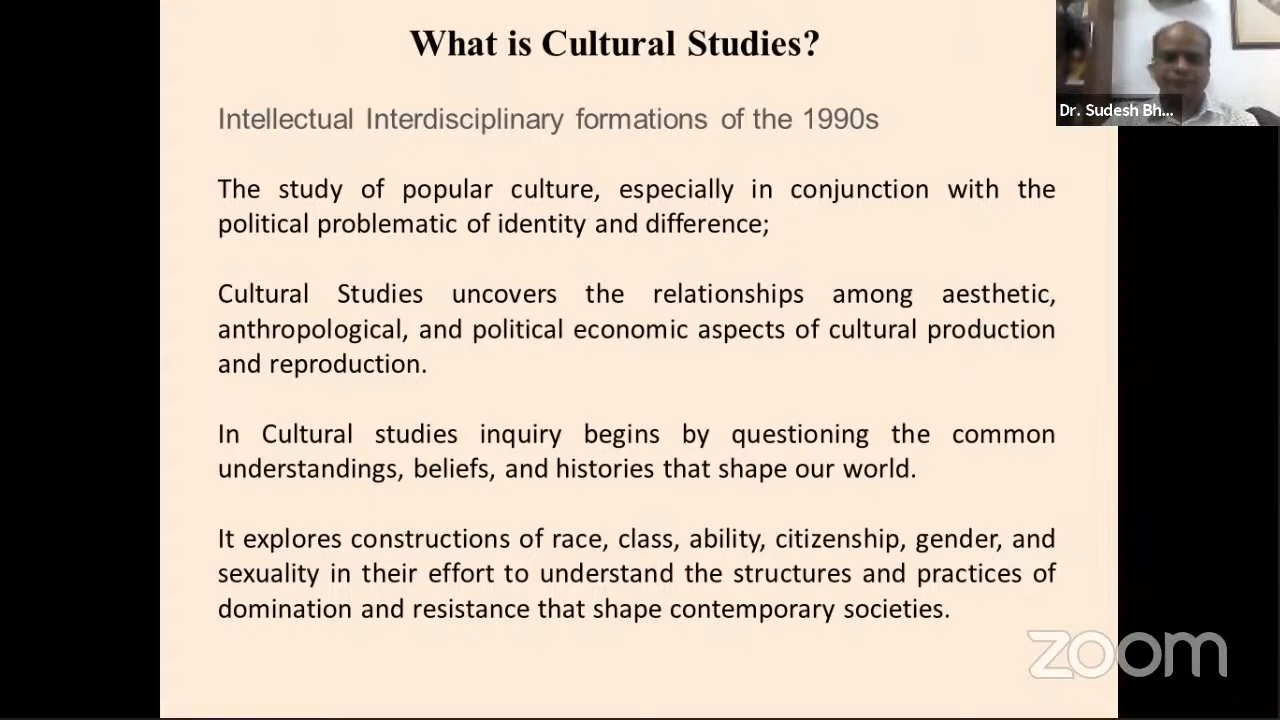 What is Cultural Studies?
Dr. Sudesh Bh...
Intellectual Interdisciplinary formations of the 1990s
The study of popular culture, especially in conjunction with the
political problematic of identity and difference;
Cultural Studies uncovers the relationships among aesthetic,
anthropological, and political economic aspects of cultural production
and reproduction.
In Cultural studies inquiry begins by questioning the common
understandings, beliefs, and histories that shape our world.
It explores constructions of race, class, ability, citizenship, gender, and
sexuality in their effort to understand the structures and practices of
domination and resistance that shape contemporary societies.
zoom